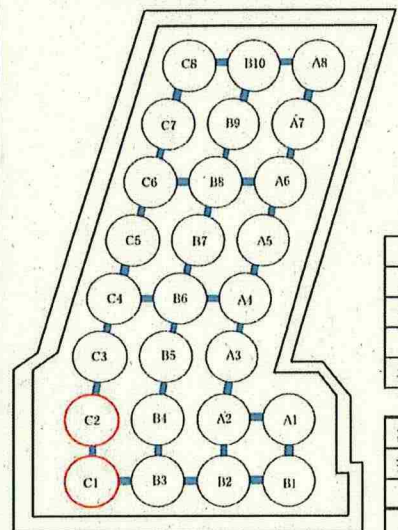 C8 B10 A8
C7 B9 A7
C6 B8 A6
C5 B7 A5
C4 B6 A4
C3 B5 A3
C2 B4 A2 A1
C1 B3 B2 B1